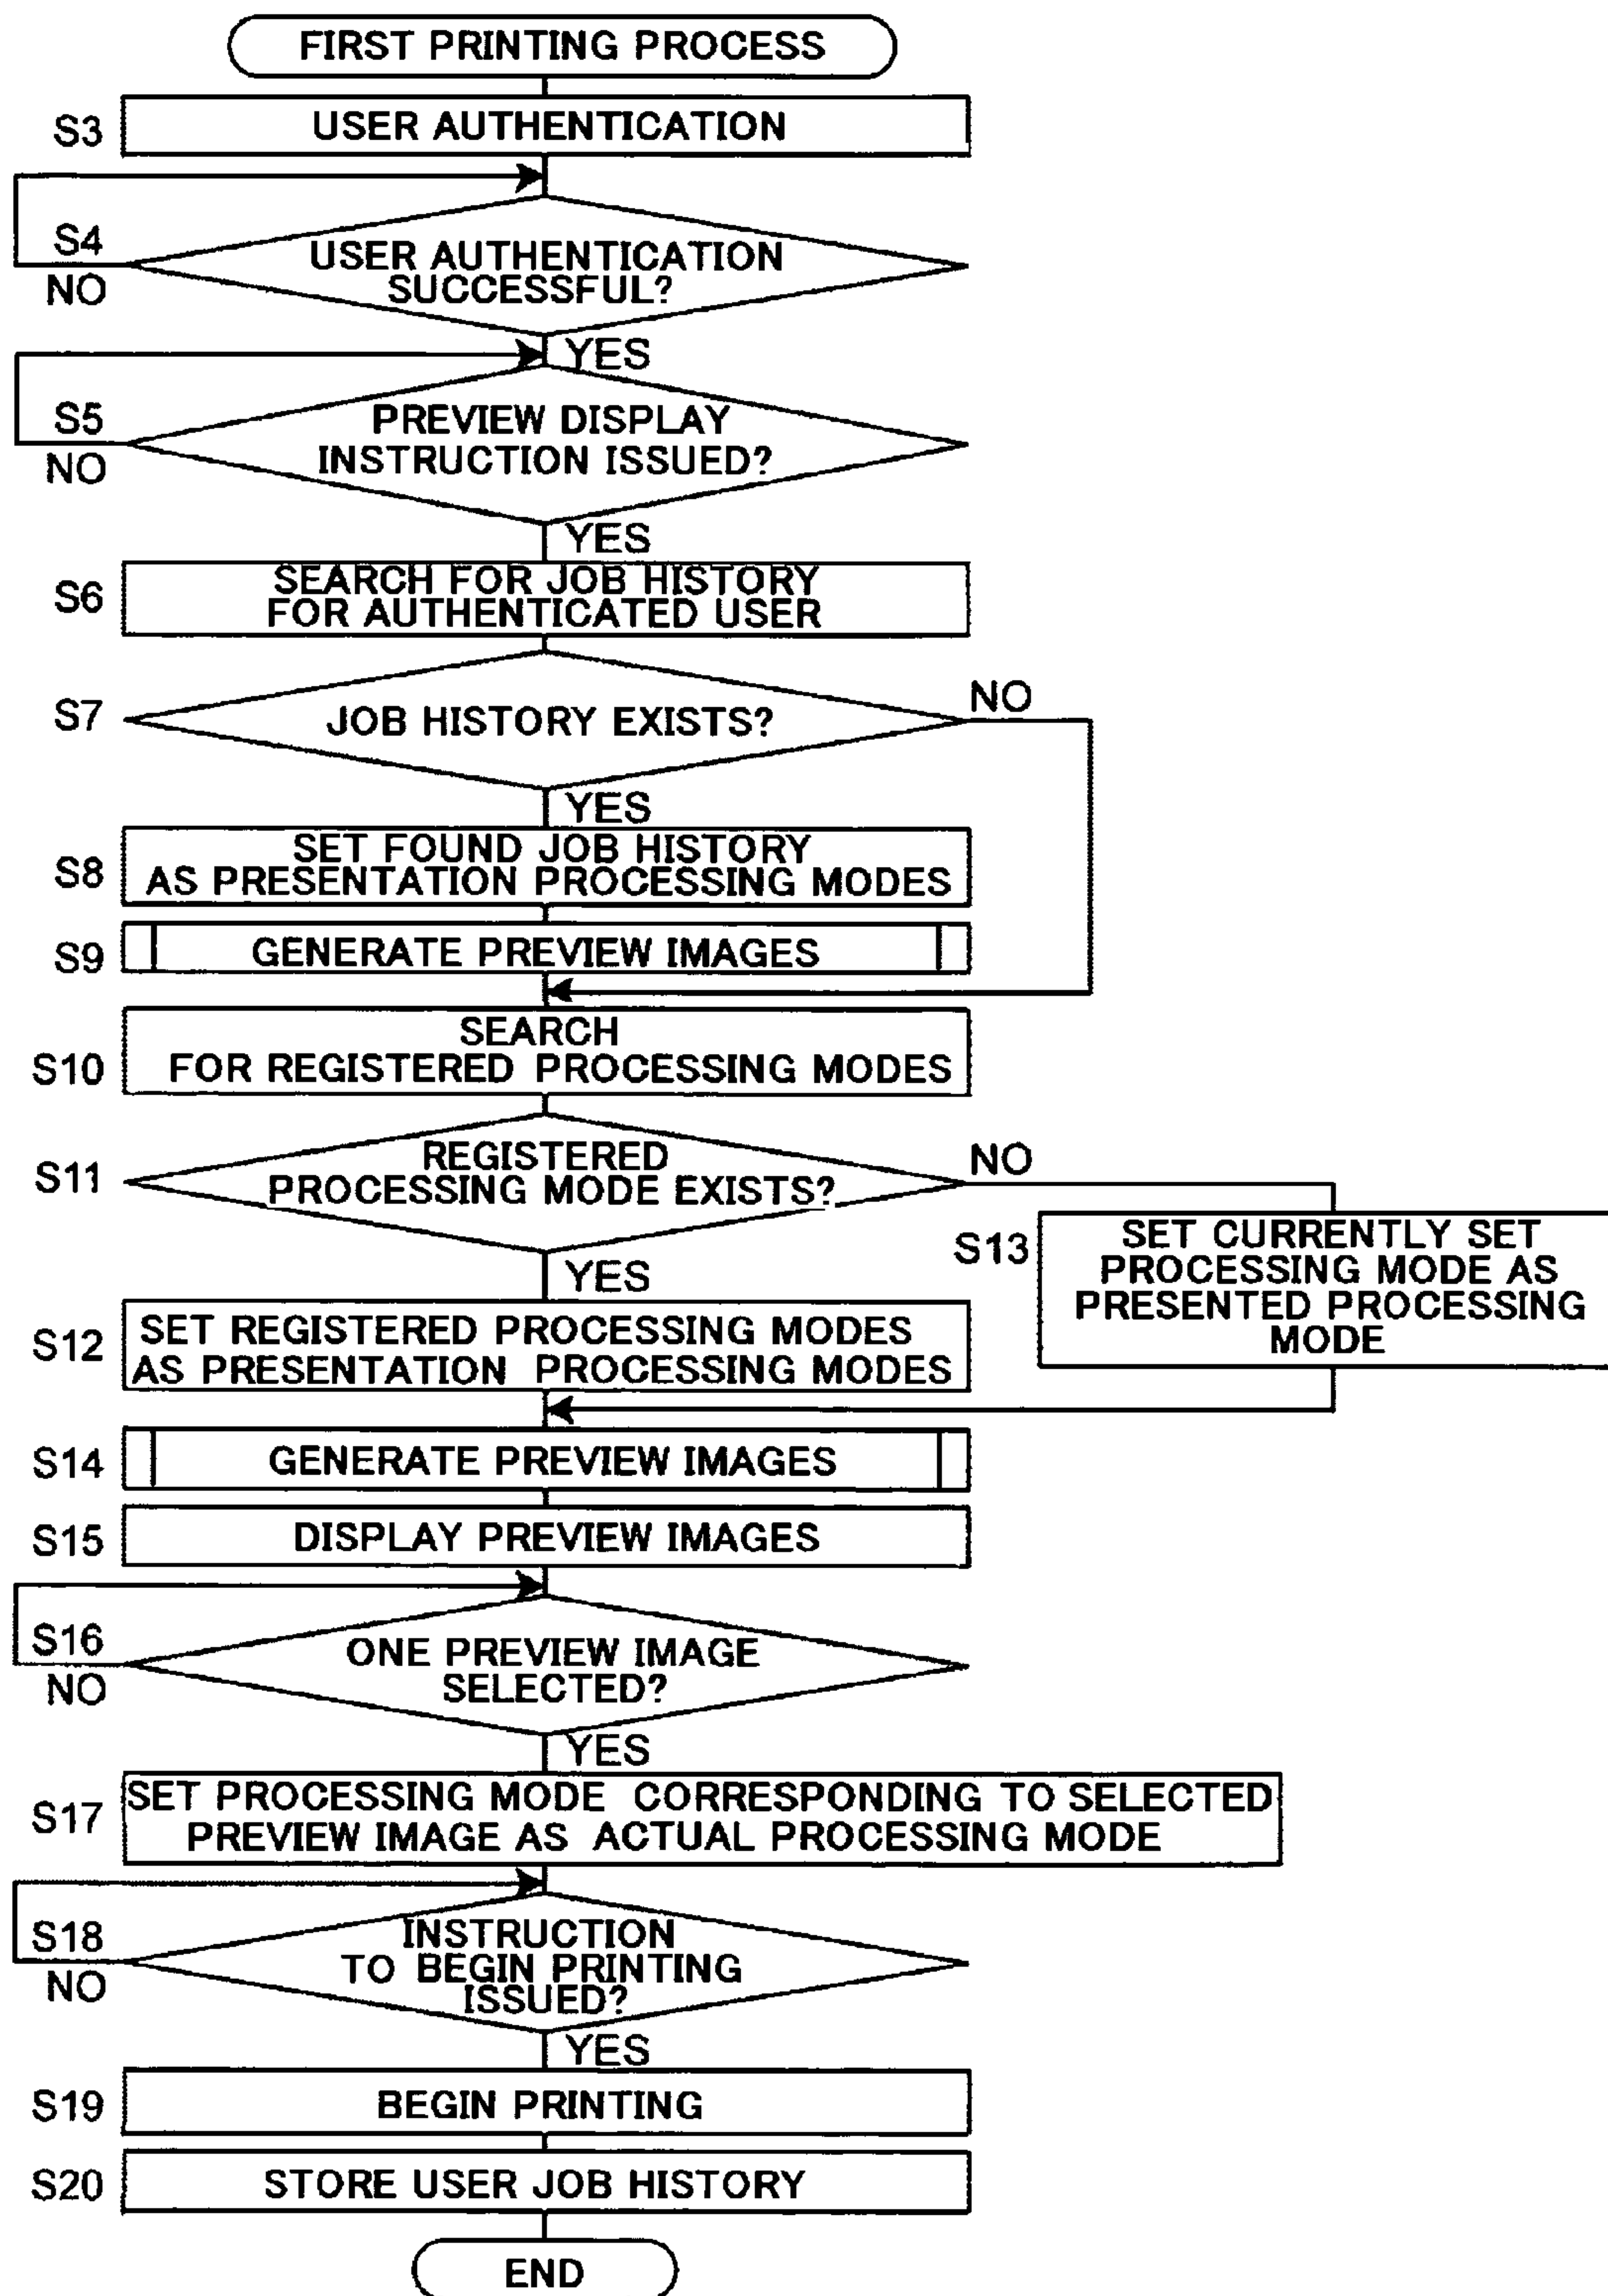 FIRST PRINTING PROCESS
S3
USER AUTHENTICATION
S4
NO
USER AUTHENTICATION
SUCCESSFUL?
YES
S5
NO
PREVIEW DISPLAY
INSTRUCTION ISSUED?
YES
S6
SEARCH FOR JOB HISTORY
FOR AUTHENTICATED USER
S7
JOB HISTORY EXISTS?
NO
YES
S8
SET FOUND JOB HISTORY
AS PRESENTATION PROCESSING MODES
S9
GENERATE PREVIEW IMAGES
S10
SEARCH
FOR REGISTERED PROCESSING MODES
S11
REGISTERED
PROCESSING MODE EXISTS?
NO
YES
S13
SET CURRENTLY SET
PROCESSING MODE AS
PRESENTED PROCESSING
MODE
S12
SET REGISTERED PROCESSING MODES
AS PRESENTATION PROCESSING MODES
S14
GENERATE PREVIEW IMAGES
S15
DISPLAY PREVIEW IMAGES
S16
NO
ONE PREVIEW IMAGE
SELECTED?
YES
S17
SET PROCESSING MODE CORRESPONDING TO SELECTED
PREVIEW IMAGE AS ACTUAL PROCESSING MODE
S18
NO
INSTRUCTION
TO BEGIN PRINTING
ISSUED?
YES
S19
BEGIN PRINTING
S20
STORE USER JOB HISTORY
END